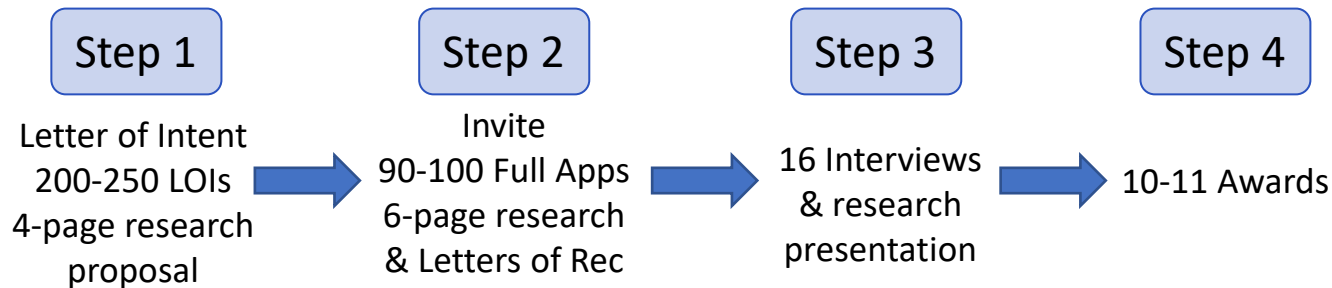 Step 1
Letter of Intent
200-250 LOIs
4-page research
proposal
Step 2
Invite
90-100 Full Apps
6-page research
& Letters of Rec
Step 3
16 Interviews
& research
presentation
Step 4
10-11 Awards